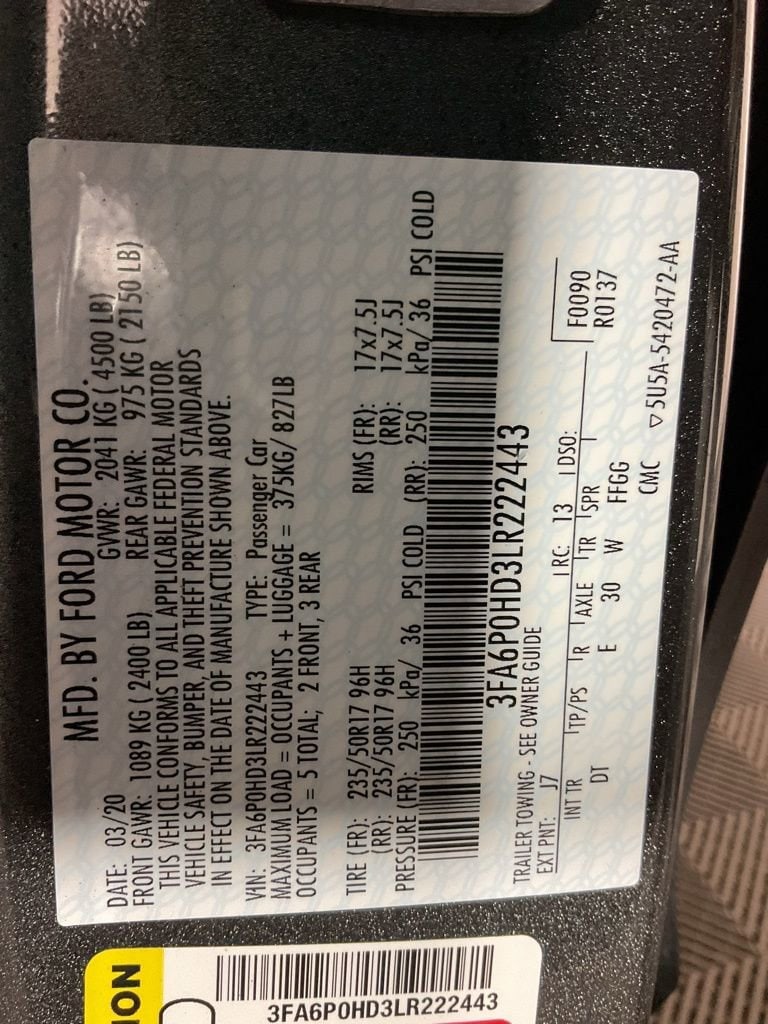 MFD. BY FORD MOTOR CO.
DATE: 03/20 GVWR: 2041 KG ( 4500 LB)
FRONT GAWR: 1089 KG ( 2400 LB) REAR GAWR: 975 KG ( 2150 LB)
THIS VEHICLE CONFORMS TO ALL APPLICABLE FEDERAL MOTOR
VEHICLE SAFETY, BUMPER, AND THEFT PREVENTION STANDARDS
IN EFFECT ON THE DATE OF MANUFACTURE SHOWN ABOVE.
VIN: 3FA6P0HD3LR222443 TYPE: Passenger Car
MAXIMUM LOAD = OCCUPANTS + LUGGAGE = 375KG/ 827LB
OCCUPANTS = 5 TOTAL; 2 FRONT, 3 REAR
TIRE (FR): 235/50R17 96H RIMS (FR): 17x7.5J
(RR): 235/50R17 96H (RR): 17x7.5J
PRESSURE (FR): 250 kPa/ 36 PSI COLD (RR): 250 kPa/ 36 PSI COLD
3FA6P0HD3LR222443
TRAILER TOWING - SEE OWNER GUIDE
F0090
EXT PNT: J7 RC: 13 DSO: R0137
INT TR TP/PS R AXLE TR SPR
DT E 30 W FFGG
CMC ▽5U5A-5420472-AA
ION
3FA6P0HD3LR222443